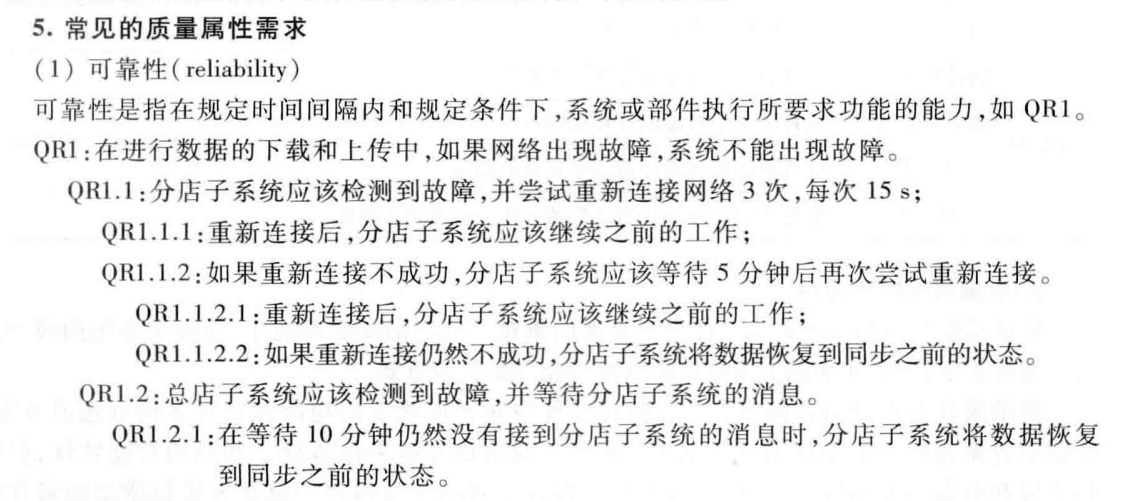 5. 常见的质量属性需求
(1) 可靠性(reliability)
可靠性是指在规定时间间隔内和规定条件下,系统或部件执行所要求功能的能力,如 QR1。
QR1:在进行数据的下载和上传中,如果网络出现故障,系统不能出现故障。
QR1.1:分店子系统应该检测到故障,并尝试重新连接网络 3 次,每次 15 s;
QR1.1.1:重新连接后,分店子系统应该继续之前的工作;
QR1.1.2:如果重新连接不成功,分店子系统应该等待 5 分钟后再次尝试重新连接。
QR1.1.2.1:重新连接后,分店子系统应该继续之前的工作;
QR1.1.2.2:如果重新连接仍然不成功,分店子系统将数据恢复到同步之前的状态。
QR1.2:总店子系统应该检测到故障,并等待分店子系统的消息。
QR1.2.1:在等待 10 分钟仍然没有接到分店子系统的消息时,分店子系统将数据恢复
到同步之前的状态。